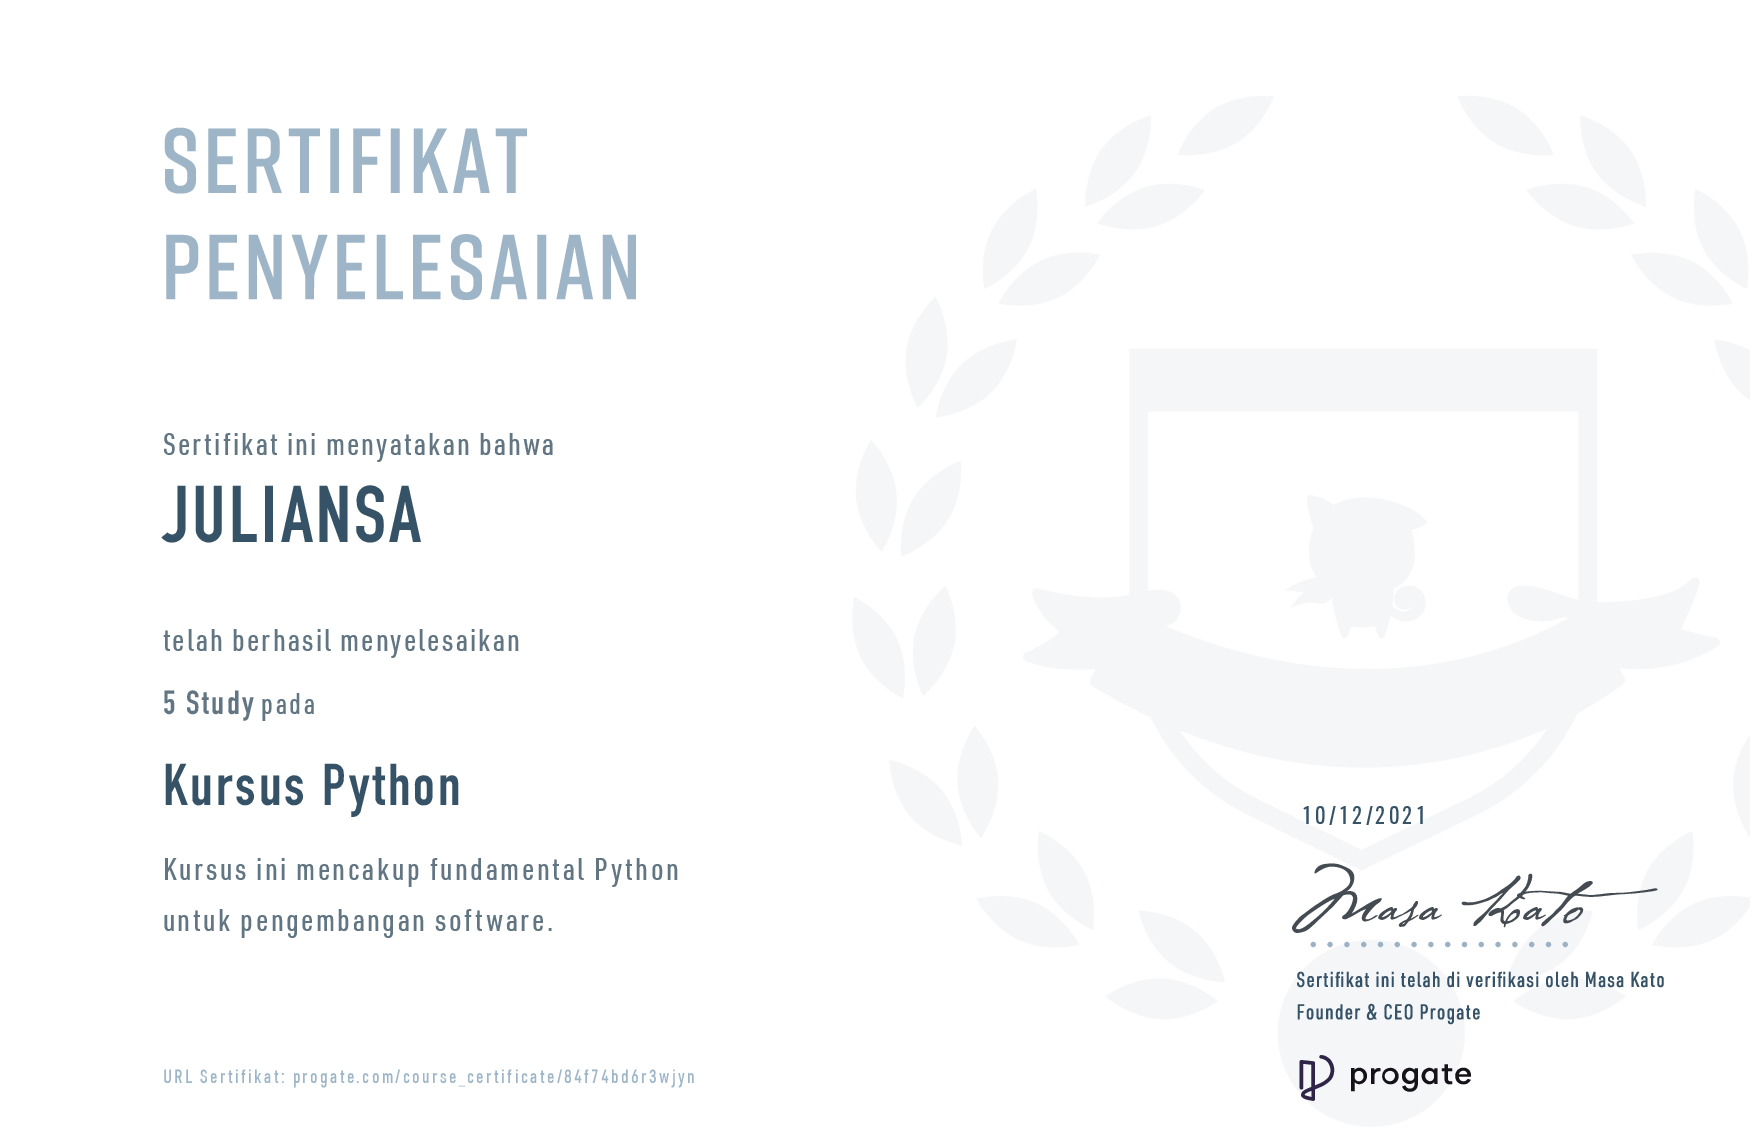 SERTIFIKAT
PENYELESAIAN
Sertifikat ini menyatakan bahwa
JULIANSA
telah berhasil menyelesaikan
5 Study pada
Kursus Python
Kursus ini mencakup fundamental Python
untuk pengembangan software.
10/12/2021
Masa Kato
Sertifikat ini telah di verifikasi oleh Masa Kato
Founder & CEO Progate
progate
URL Sertifikat: progate.com/course_certificate/84f74bd6r3wjyn